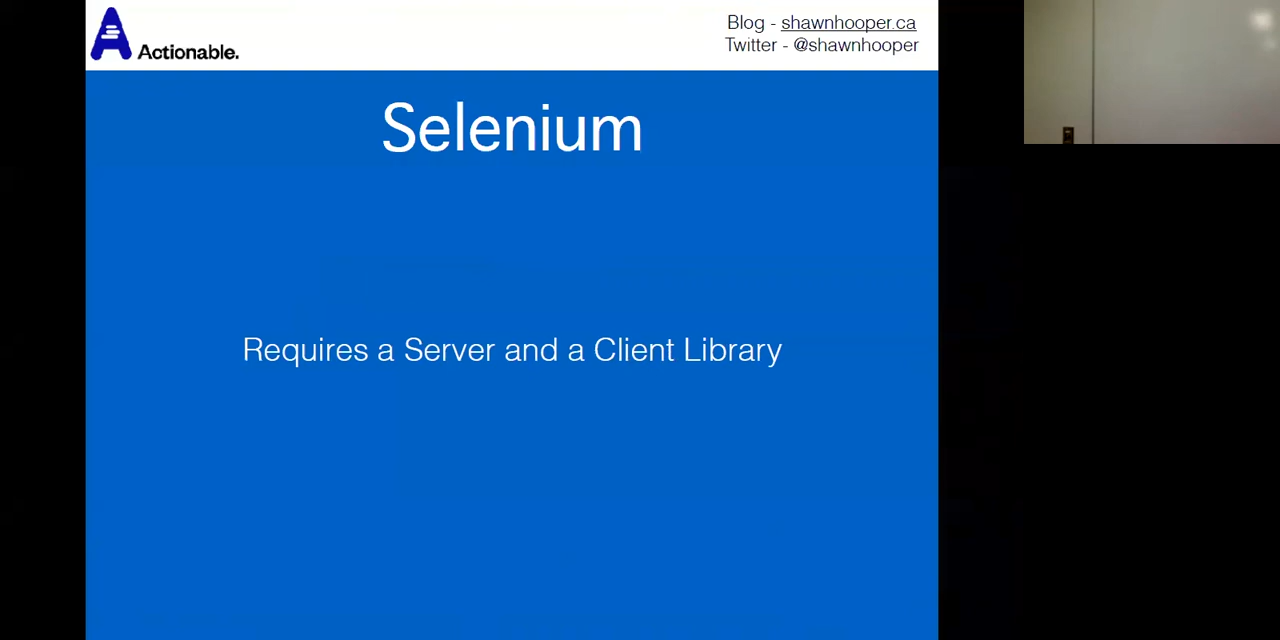 Actionable.
Blog - shawnhooper.ca
Twitter - @shawnhooper
Selenium
Requires a Server and a Client Library